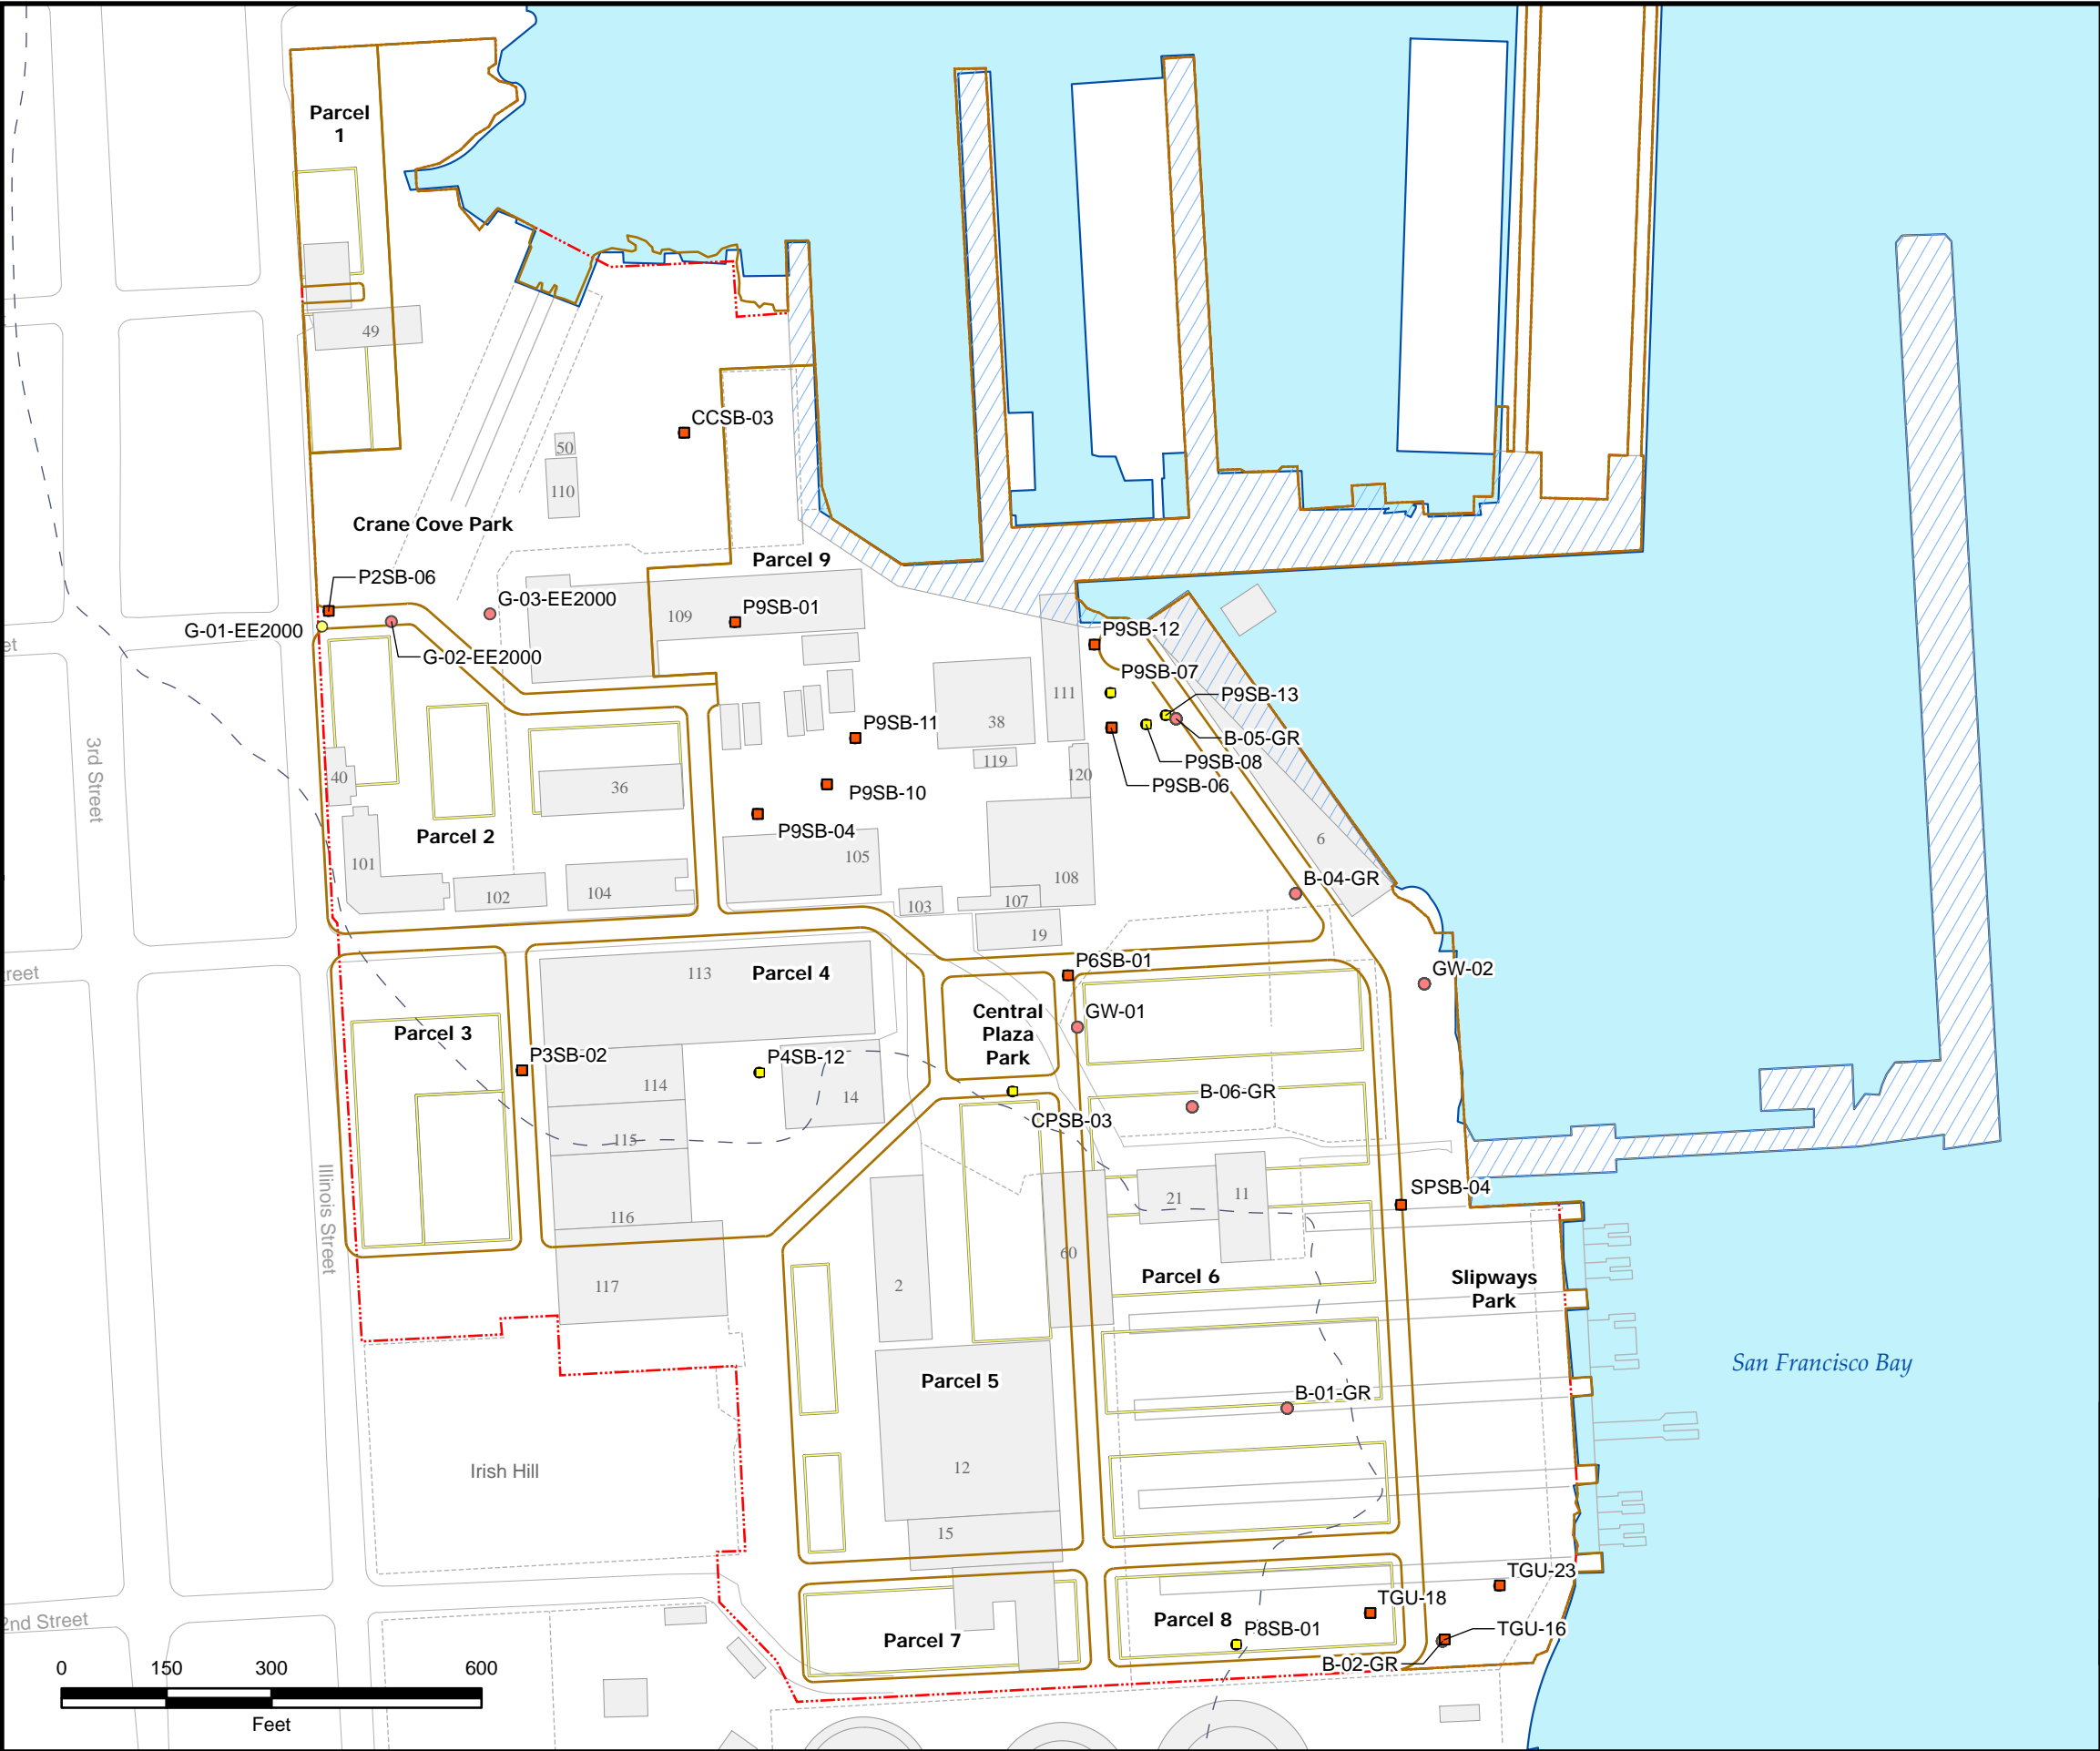 Parcel
1
49
CCSB-03
50
110
Crane Cove Park
Parcel 9
P2SB-06
G-03-EE2000
P9SB-01
109
G-01-EE2000
G-02-EE2000
P9SB-12
P9SB-07
111
P9SB-13
P9SB-11
38
B-05-GR
119
P9SB-08
120
P9SB-06
40
36
P9SB-10
3rd Street
Parcel 2
P9SB-04
6
101
105
108
B-04-GR
102
104
103
107
19
113
Parcel 4
P6SB-01
GW-02
reet
Central
Plaza
Park
GW-01
Parcel 3
P3SB-02
P4SB-12
114
14
B-06-GR
CPSB-03
115
SPSB-04
21
11
116
Illinois Street
60
Parcel 6
Slipways
Park
117
2
San Francisco Bay
Parcel 5
B-01-GR
Irish Hill
12
15
TGU-23
TGU-18
2nd Street
Parcel 8
P8SB-01
TGU-16
Parcel 7
B-02-GR
0 150 300 600
Feet
et